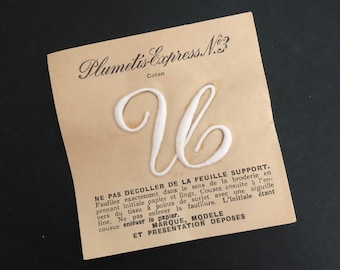 Plumetis-Express No.3
Coton
U
NE PAS DECOLLER DE LA FEUILLE SUPPORT.
Faufilez exactement dans le sens de la broderie en
prenant initiale papier et linge. Cousez ensuite à l'en-
vers du tissu à points de surjet avec une aiguille
fine. Ne pas enlever la faufilure. L'initiale étant
cousue enlever le papier.
MARQUE, MODELE
ET PRESENTATION DEPOSES